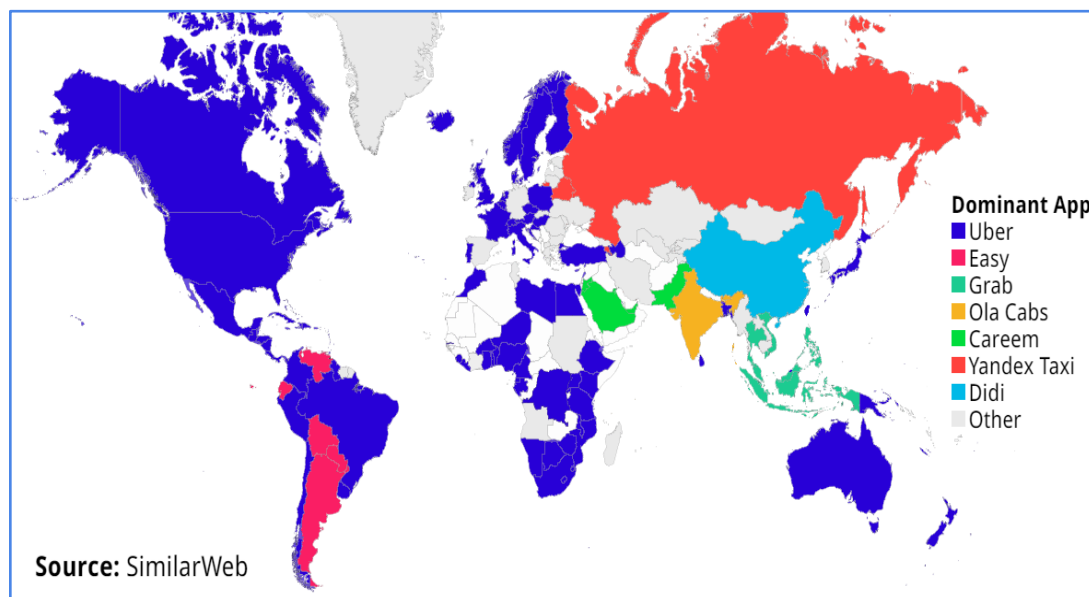 Dominant App
Uber
Easy
Grab
Ola Cabs
Careem
Yandex Taxi
Didi
Other
Source: SimilarWeb